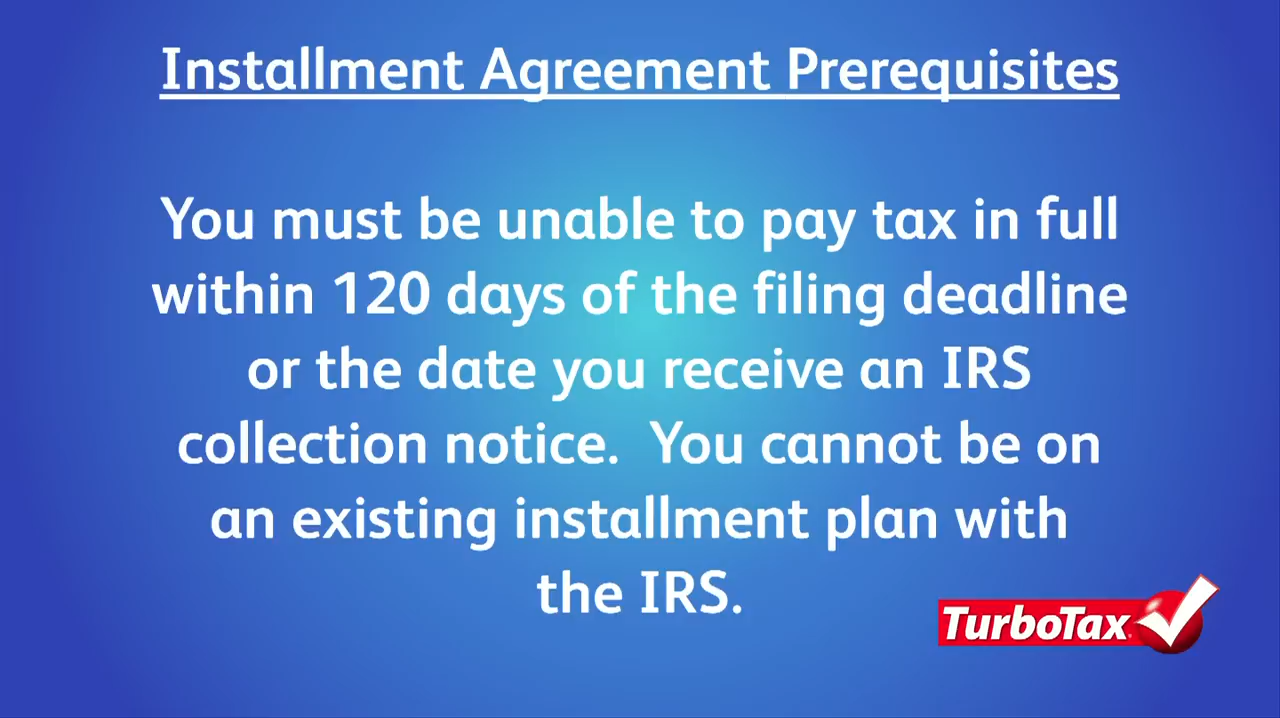 Installment Agreement Prerequisites
You must be unable to pay tax in full
within 120 days of the filing deadline
or the date you receive an IRS
collection notice.  You cannot be on
an existing installment plan with
the IRS.
TurboTax